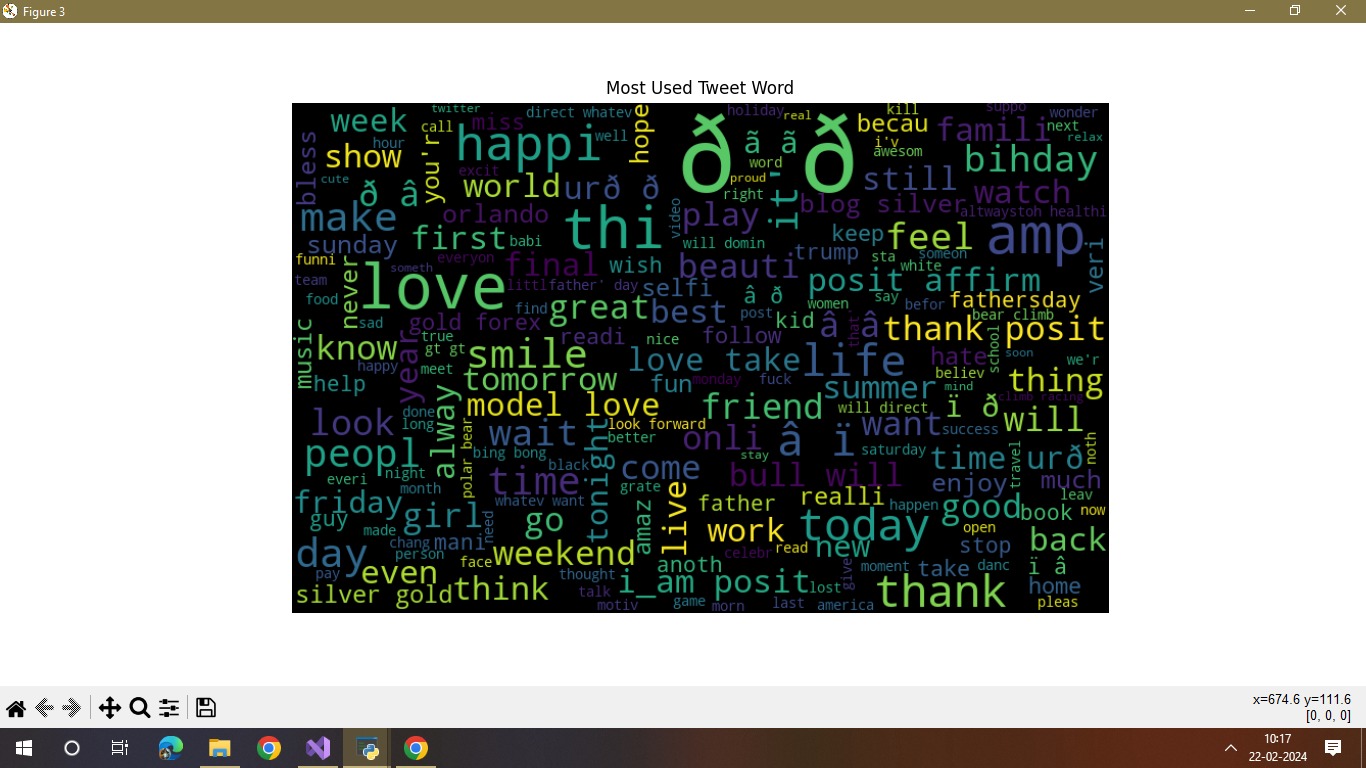 Figure 3
Most Used Tweet Word
twitter
direct whatev
holiday
real
kill
suppo
wonder
week
call
miss
hope
ð
ã ã
ð
becau
famili
next
hour
happi
well
i'v
relax
bless
show
you're
word
awesom
bihday
cute
excit
proud
ð â
world
urð ð
right
it'
still
watch
make
orlando
thi
video
play
blog silver
altwaystoh healthi
sunday
first
babi
will domin
keep
feel
amp
funni
everyon
final
wish
beauti
trump
sta
someon
veri
team
never
someth
love
littl
father' day
selfi
white
posit affirm
food
find
great
best
â ð
women
say
befor
fathersday
sad
gold forex
post
kid
bear climb
music
know
true
readi
nice
follow
â â
that'
thank posit
year
gt gt
smile
love take
life
hate
school
soon
we'r
happy
meet
help
tomorrow
fun
monday
fuck
summer
believ
mind
thing
climb racing
look
done
long
alway
model love
friend
will direct
ï ð
will
look forward
better
wait
onli
â ï
want
success
peopl
polar bear
bing bong
tonight
stay
saturday
time urð
noth
everi
night
black
come
bull will
travel
month
time
grate
enjoy
much
friday
whatev want
live
father
realli
happen
good
leav
guy
girl
need
go
amaz
work
today
book
now
made
open
day
chang
mani
person
face
weekend
celebr
read
new
stop
back
pay
even
thought
anoth
give
moment
take
danc
ï â
silver gold
think
talk
i_am posit
lost
thank
home
motiv
game
morn
last
america
pleas
x=674.6 y=111.6
[0, 0, 0]
10:17
22-02-2024